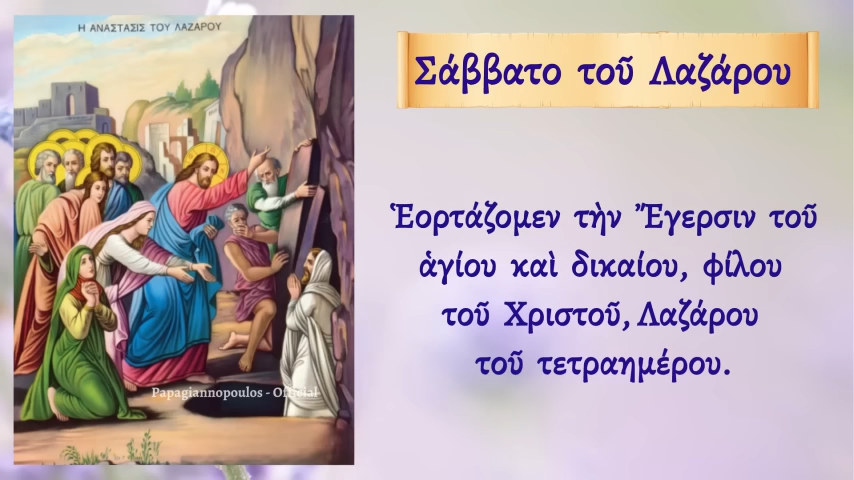 Η ΑΝΑΣΤΑΣΙΣ ΤΟΥ ΛΑΖΑΡΟΥ
Papagiannopoulos - Official
Σάββατο τοῦ Λαζάρου
Ἑορτάζομεν τὴν Ἔγερσιν τοῦ
ἁγίου καὶ δικαίου, φίλου
τοῦ Χριστοῦ, Λαζάρου
τοῦ τετραημέρου.